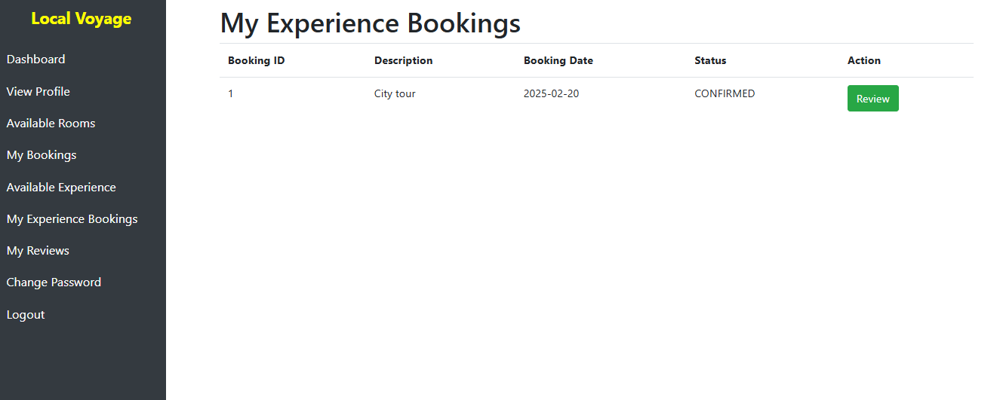 Local Voyage
Dashboard
View Profile
Available Rooms
My Bookings
Available Experience
My Experience Bookings
My Reviews
Change Password
Logout
My Experience Bookings
Booking ID Description Booking Date Status Action
1 City tour 2025-02-20 CONFIRMED Review